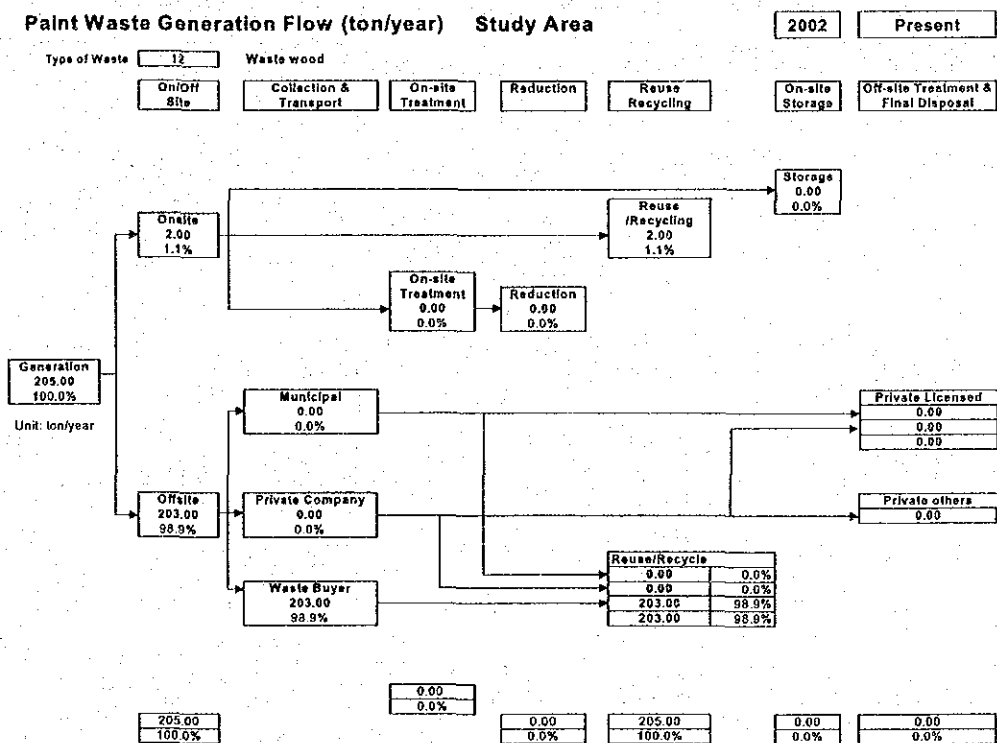 Paint Waste Generation Flow (ton/year) Study Area 2002 Present
Type of Waste 12 Waste wood
On/Off Site
Collection & Transport
On-site Treatment
Reduction
Reuse Recycling
On-site Storage
Off-site Treatment & Final Disposal
Storage
0.00
0.0%
Onsite
2.00
1.1%
Reuse
/Recycling
2.00
1.1%
On-site
Treatment
0.00
0.0%
Reduction
0.00
0.0%
Generation
205.00
100.0%
Unit: ton/year
Municipal
0.00
0.0%
Private Licensed
0.00
0.00
0.00
Offsite
203.00
98.9%
Private Company
0.00
0.0%
Private others
0.00
Waste Buyer
203.00
98.9%
Reuse/Recycle
0.00 0.0%
0.00 0.0%
203.00 98.9%
203.00 98.9%
0.00
0.0%
205.00
100.0%
0.00
0.0%
205.00
100.0%
0.00
0.0%
0.00
0.0%